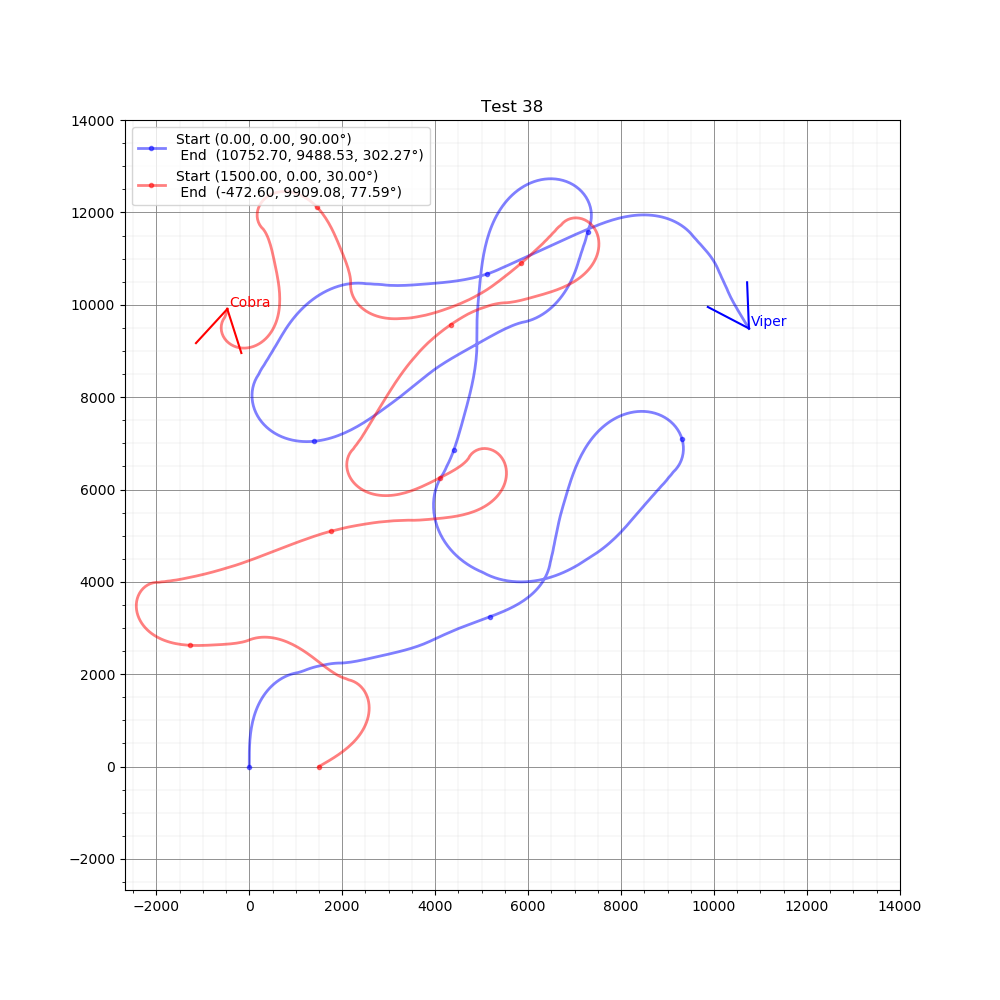 Test 38
14000
12000
10000
8000
6000
4000
2000
0
−2000
Start (0.00, 0.00, 90.00°)
End (10752.70, 9488.53, 302.27°)
Start (1500.00, 0.00, 30.00°)
End (-472.60, 9909.08, 77.59°)
Cobra
Viper
−2000 0 2000 4000 6000 8000 10000 12000 14000